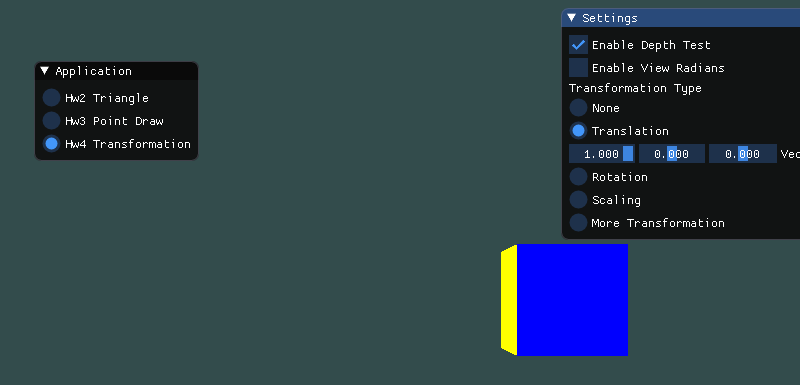 Application
Hw2 Triangle
Hw3 Point Draw
Hw4 Transformation
Settings
Enable Depth Test
Enable View Radians
Transformation Type
None
Translation
1.000 0.000 0.000 Vec
Rotation
Scaling
More Transformation